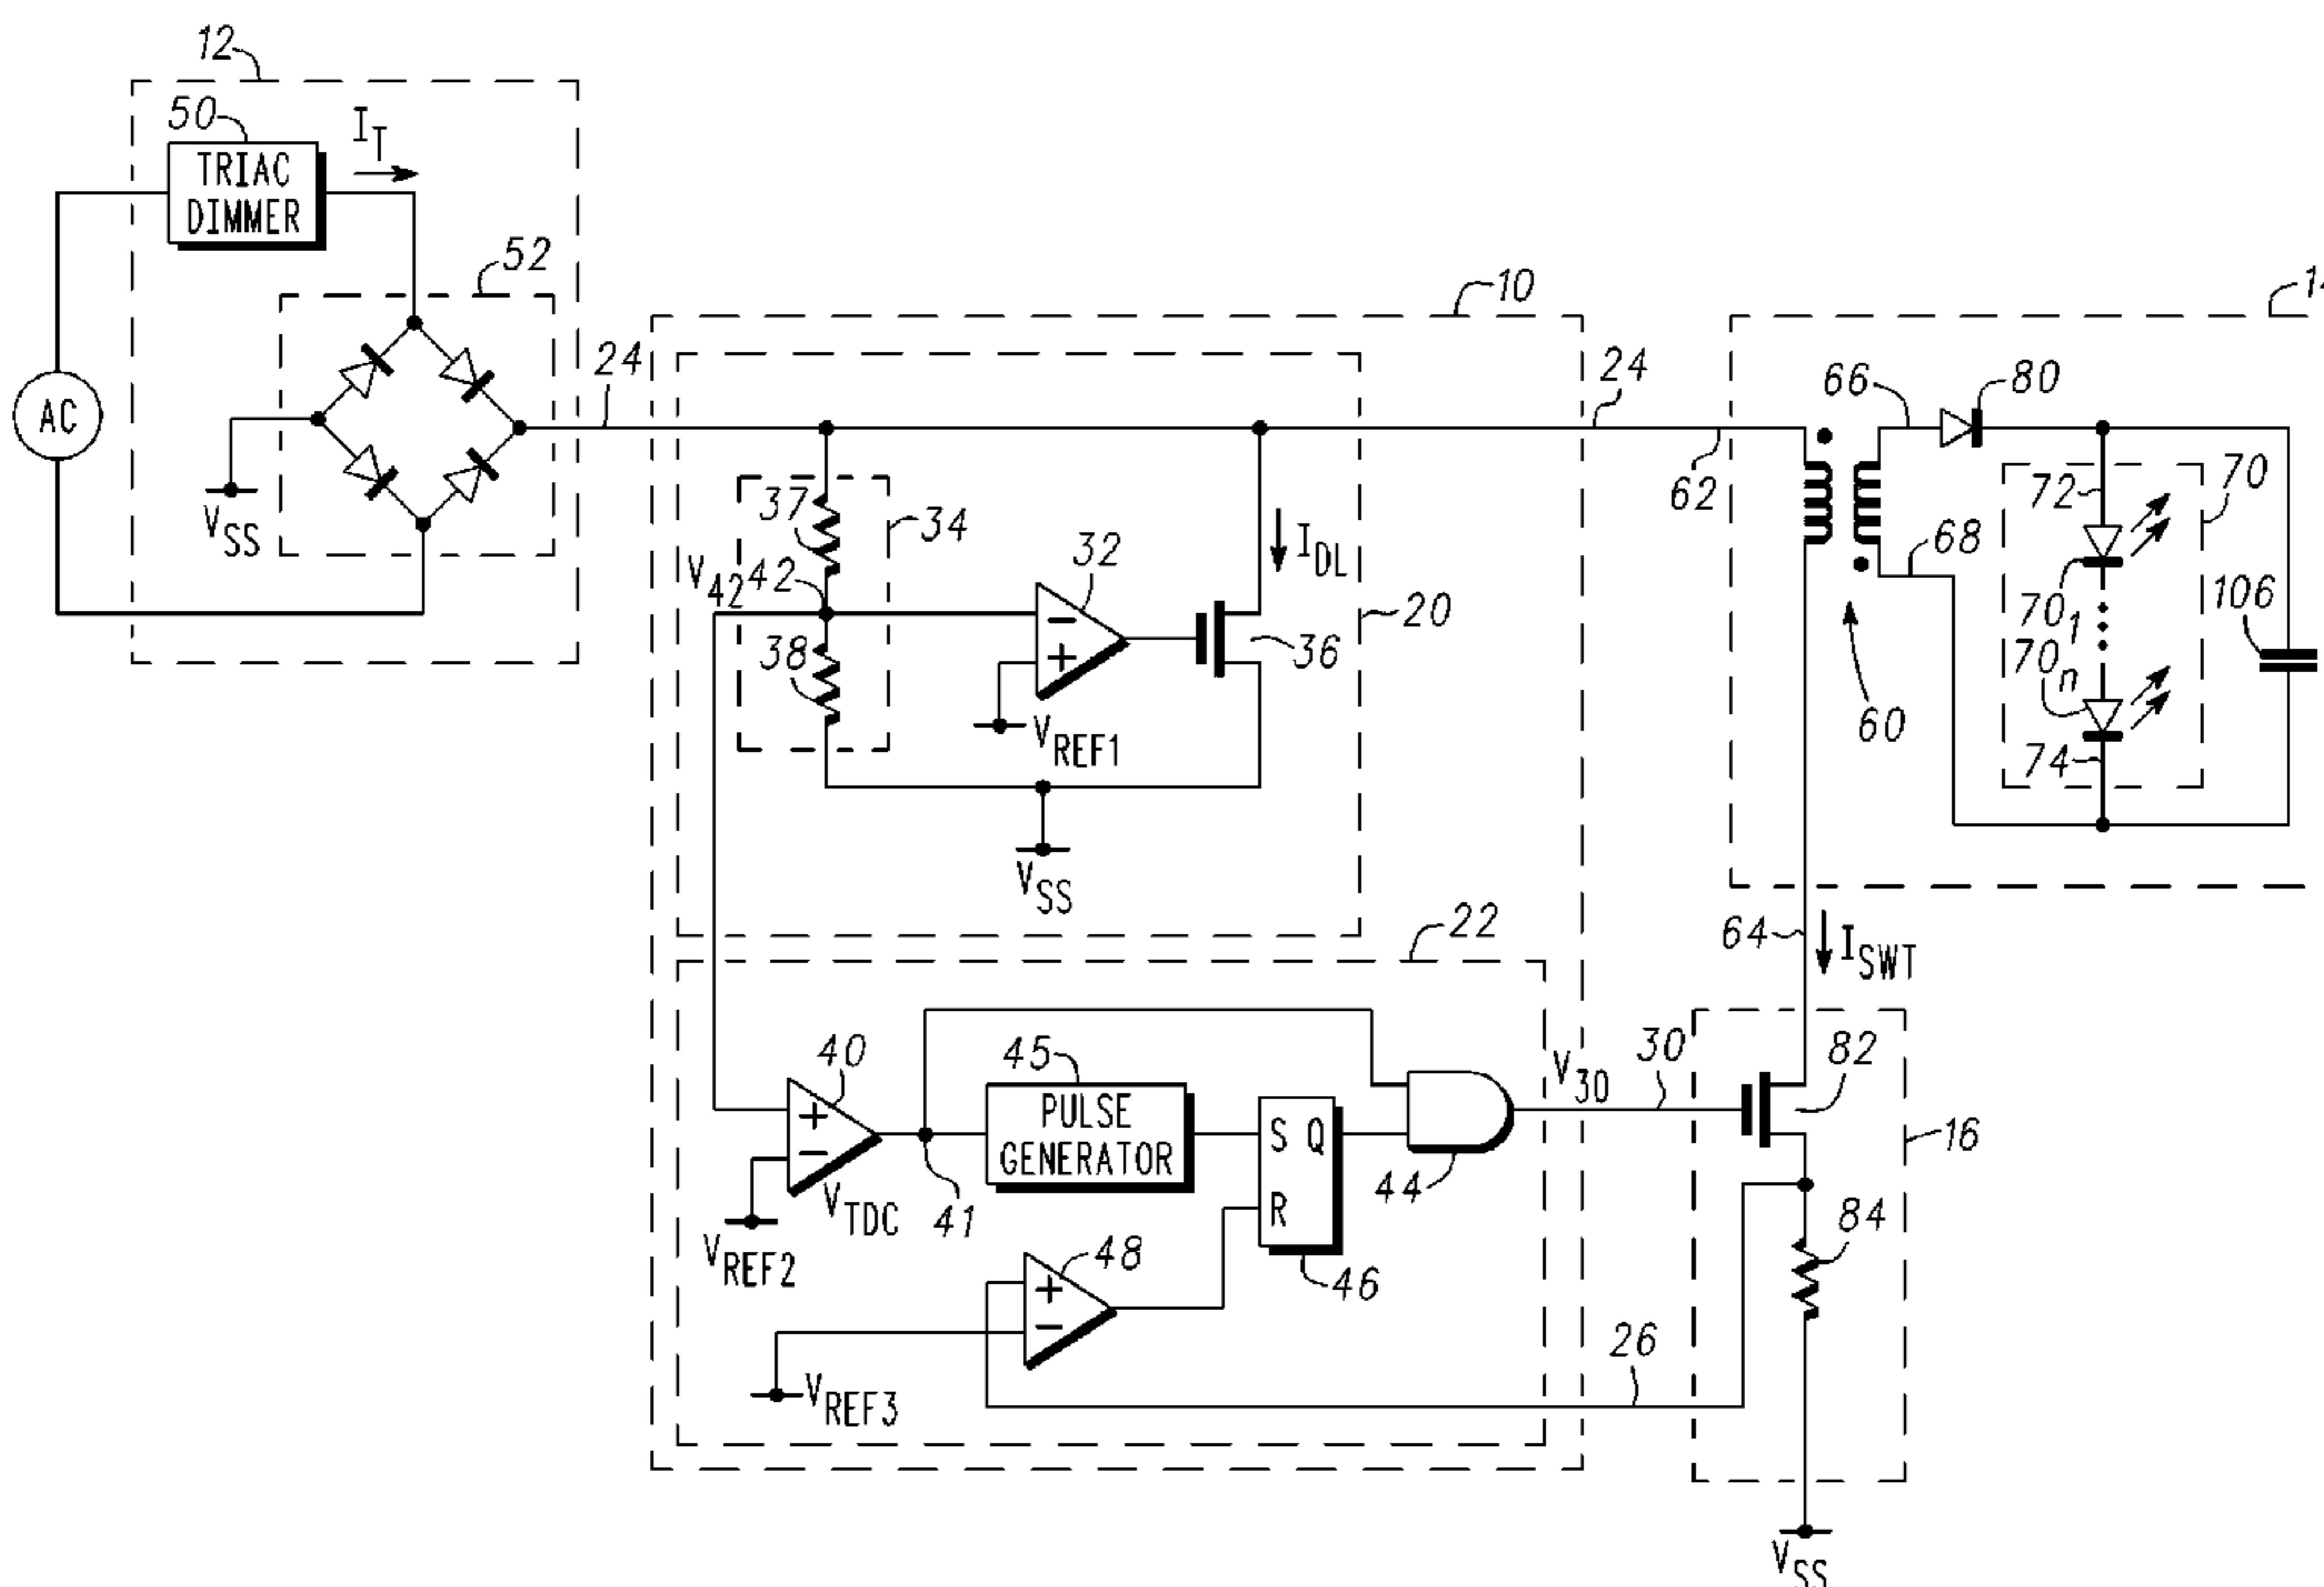 12
50
I_T
TRIAC
DIMMER
52
AC
V_SS
24
10
24
62
66
80
72
70
68
70_1
70_n
74
106
60
37
34
V_42
42
32
I_DL
38
36
20
V_REF1
V_SS
22
64
I_SWT
40
45
PULSE
GENERATOR
S Q
R
V_30
30
82
16
44
V_TDC
41
V_REF2
48
46
84
V_REF3
26
V_SS